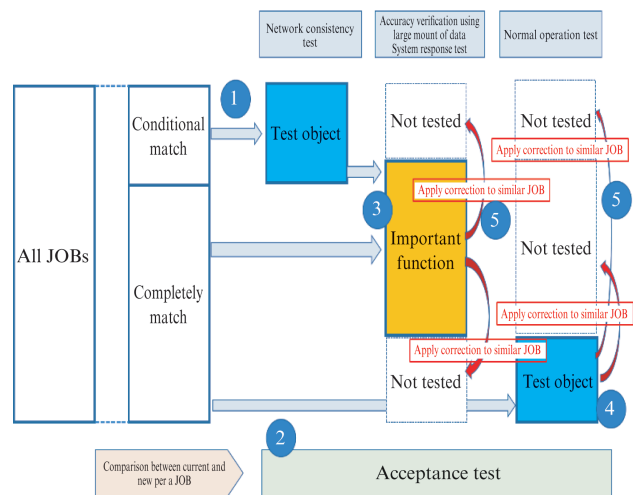 Network consistency
test
Accuracy verification using
large mount of data
System response test
Normal operation test
1
Conditional
match
Test object
Not tested
Not tested
Apply correction to similar JOB
Apply correction to similar JOB
3
5
5
All JOBs
Important
function
Not tested
Completely
match
Apply correction to similar JOB
Apply correction to similar JOB
Not tested
Test object
4
2
Comparison between current and
new per a JOB
Acceptance test